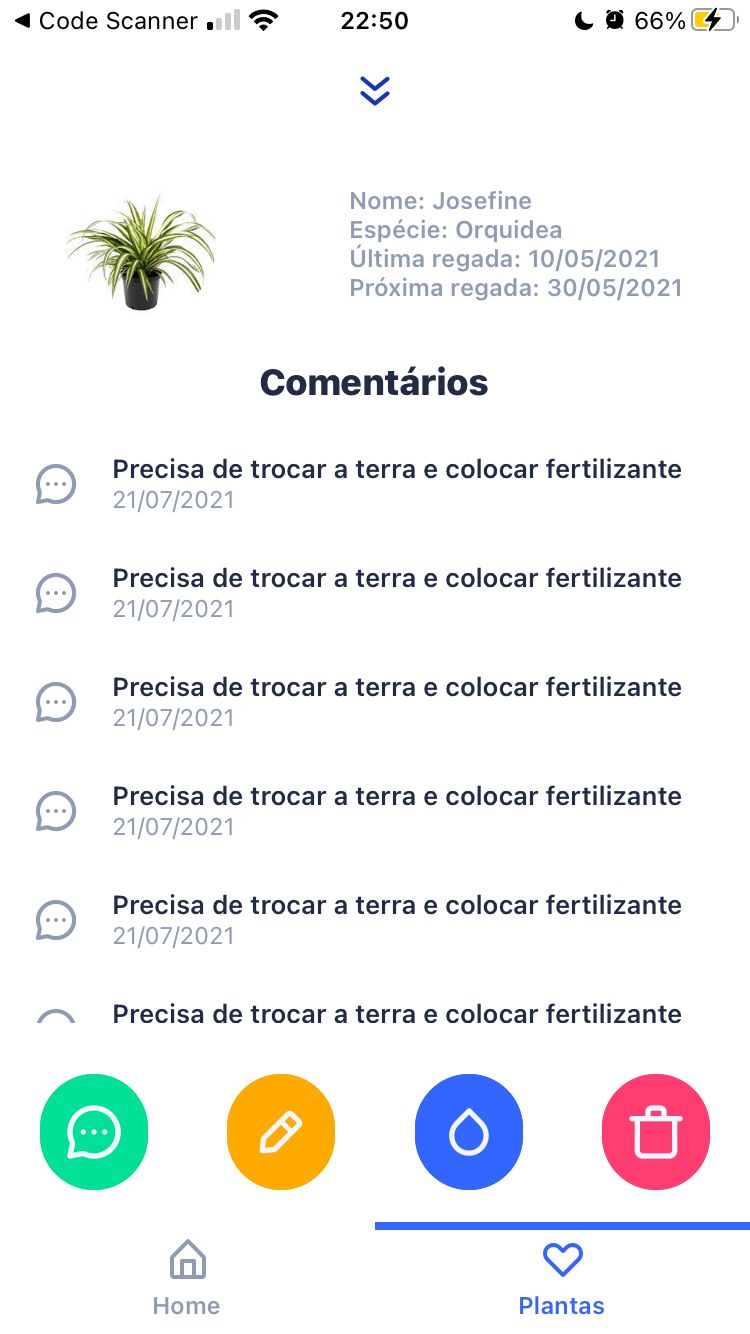 ◀ Code Scanner 22:50 66%
Nome: Josefine
Espécie: Orquidea
Última regada: 10/05/2021
Próxima regada: 30/05/2021
Comentários
Precisa de trocar a terra e colocar fertilizante
21/07/2021
Precisa de trocar a terra e colocar fertilizante
21/07/2021
Precisa de trocar a terra e colocar fertilizante
21/07/2021
Precisa de trocar a terra e colocar fertilizante
21/07/2021
Precisa de trocar a terra e colocar fertilizante
21/07/2021
Precisa de trocar a terra e colocar fertilizante
Home Plantas